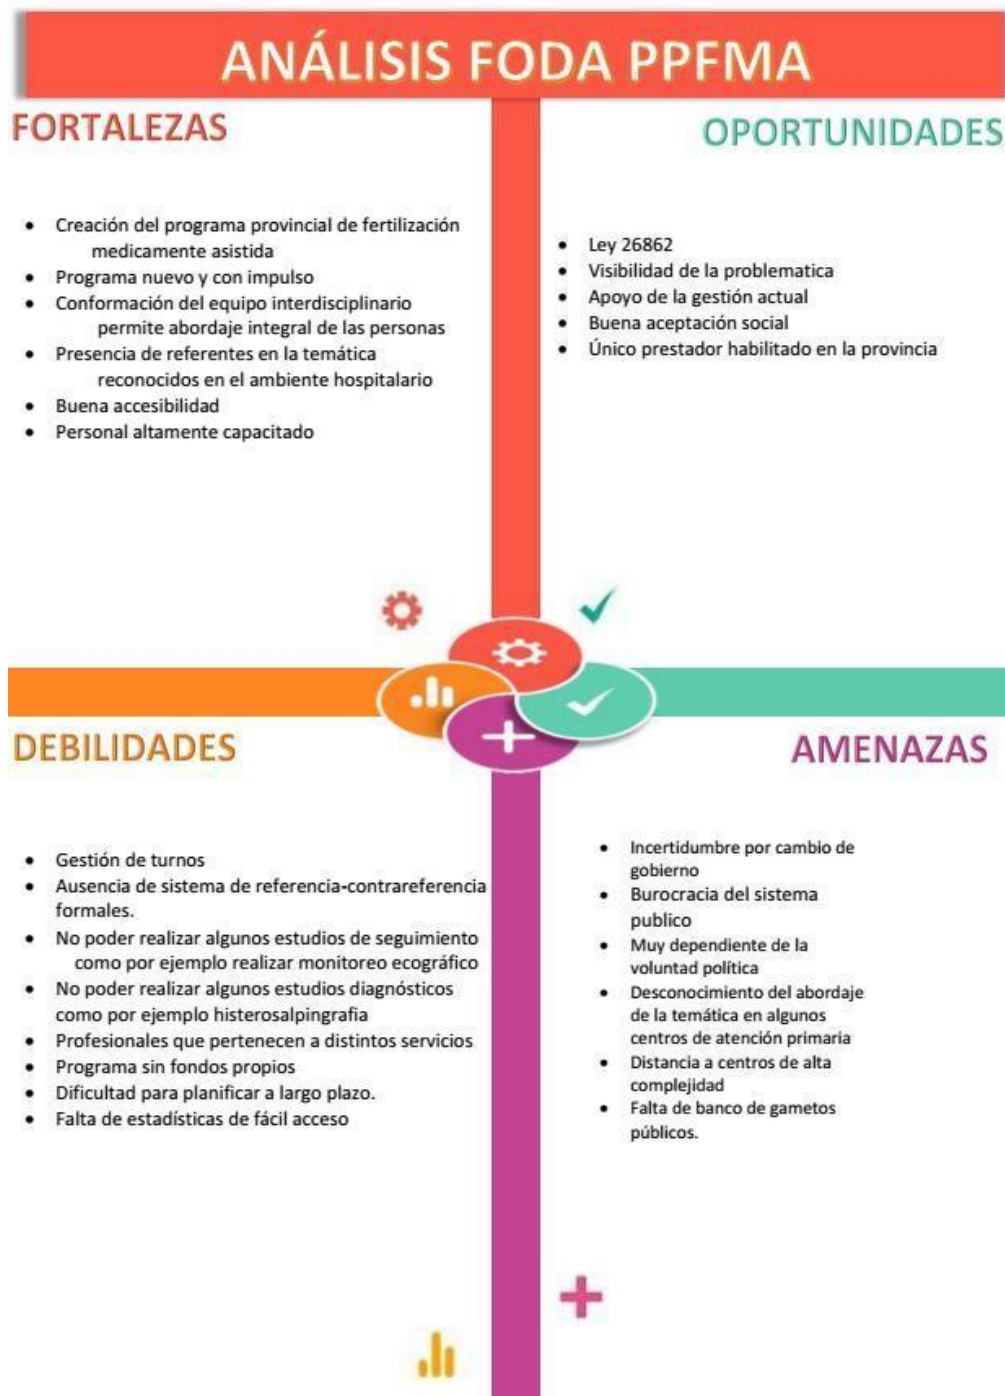 ANÁLISIS FODA PPFMA
FORTALEZAS
• Creación del programa provincial de fertilización
medicamente asistida
• Programa nuevo y con impulso
• Conformación del equipo interdisciplinario
permite abordaje integral de las personas
• Presencia de referentes en la temática
reconocidos en el ambiente hospitalario
• Buena accesibilidad
• Personal altamente capacitado
OPORTUNIDADES
• Ley 26862
• Visibilidad de la problematica
• Apoyo de la gestión actual
• Buena aceptación social
• Único prestador habilitado en la provincia
DEBILIDADES
• Gestión de turnos
• Ausencia de sistema de referencia-contrareferencia
formales.
• No poder realizar algunos estudios de seguimiento
como por ejemplo realizar monitoreo ecográfico
• No poder realizar algunos estudios diagnósticos
como por ejemplo histerosalpingrafia
• Profesionales que pertenecen a distintos servicios
• Programa sin fondos propios
• Dificultad para planificar a largo plazo.
• Falta de estadísticas de fácil acceso
AMENAZAS
• Incertidumbre por cambio de
gobierno
• Burocracia del sistema
publico
• Muy dependiente de la
voluntad política
• Desconocimiento del abordaje
de la temática en algunos
centros de atención primaria
• Distancia a centros de alta
complejidad
• Falta de banco de gametos
públicos.